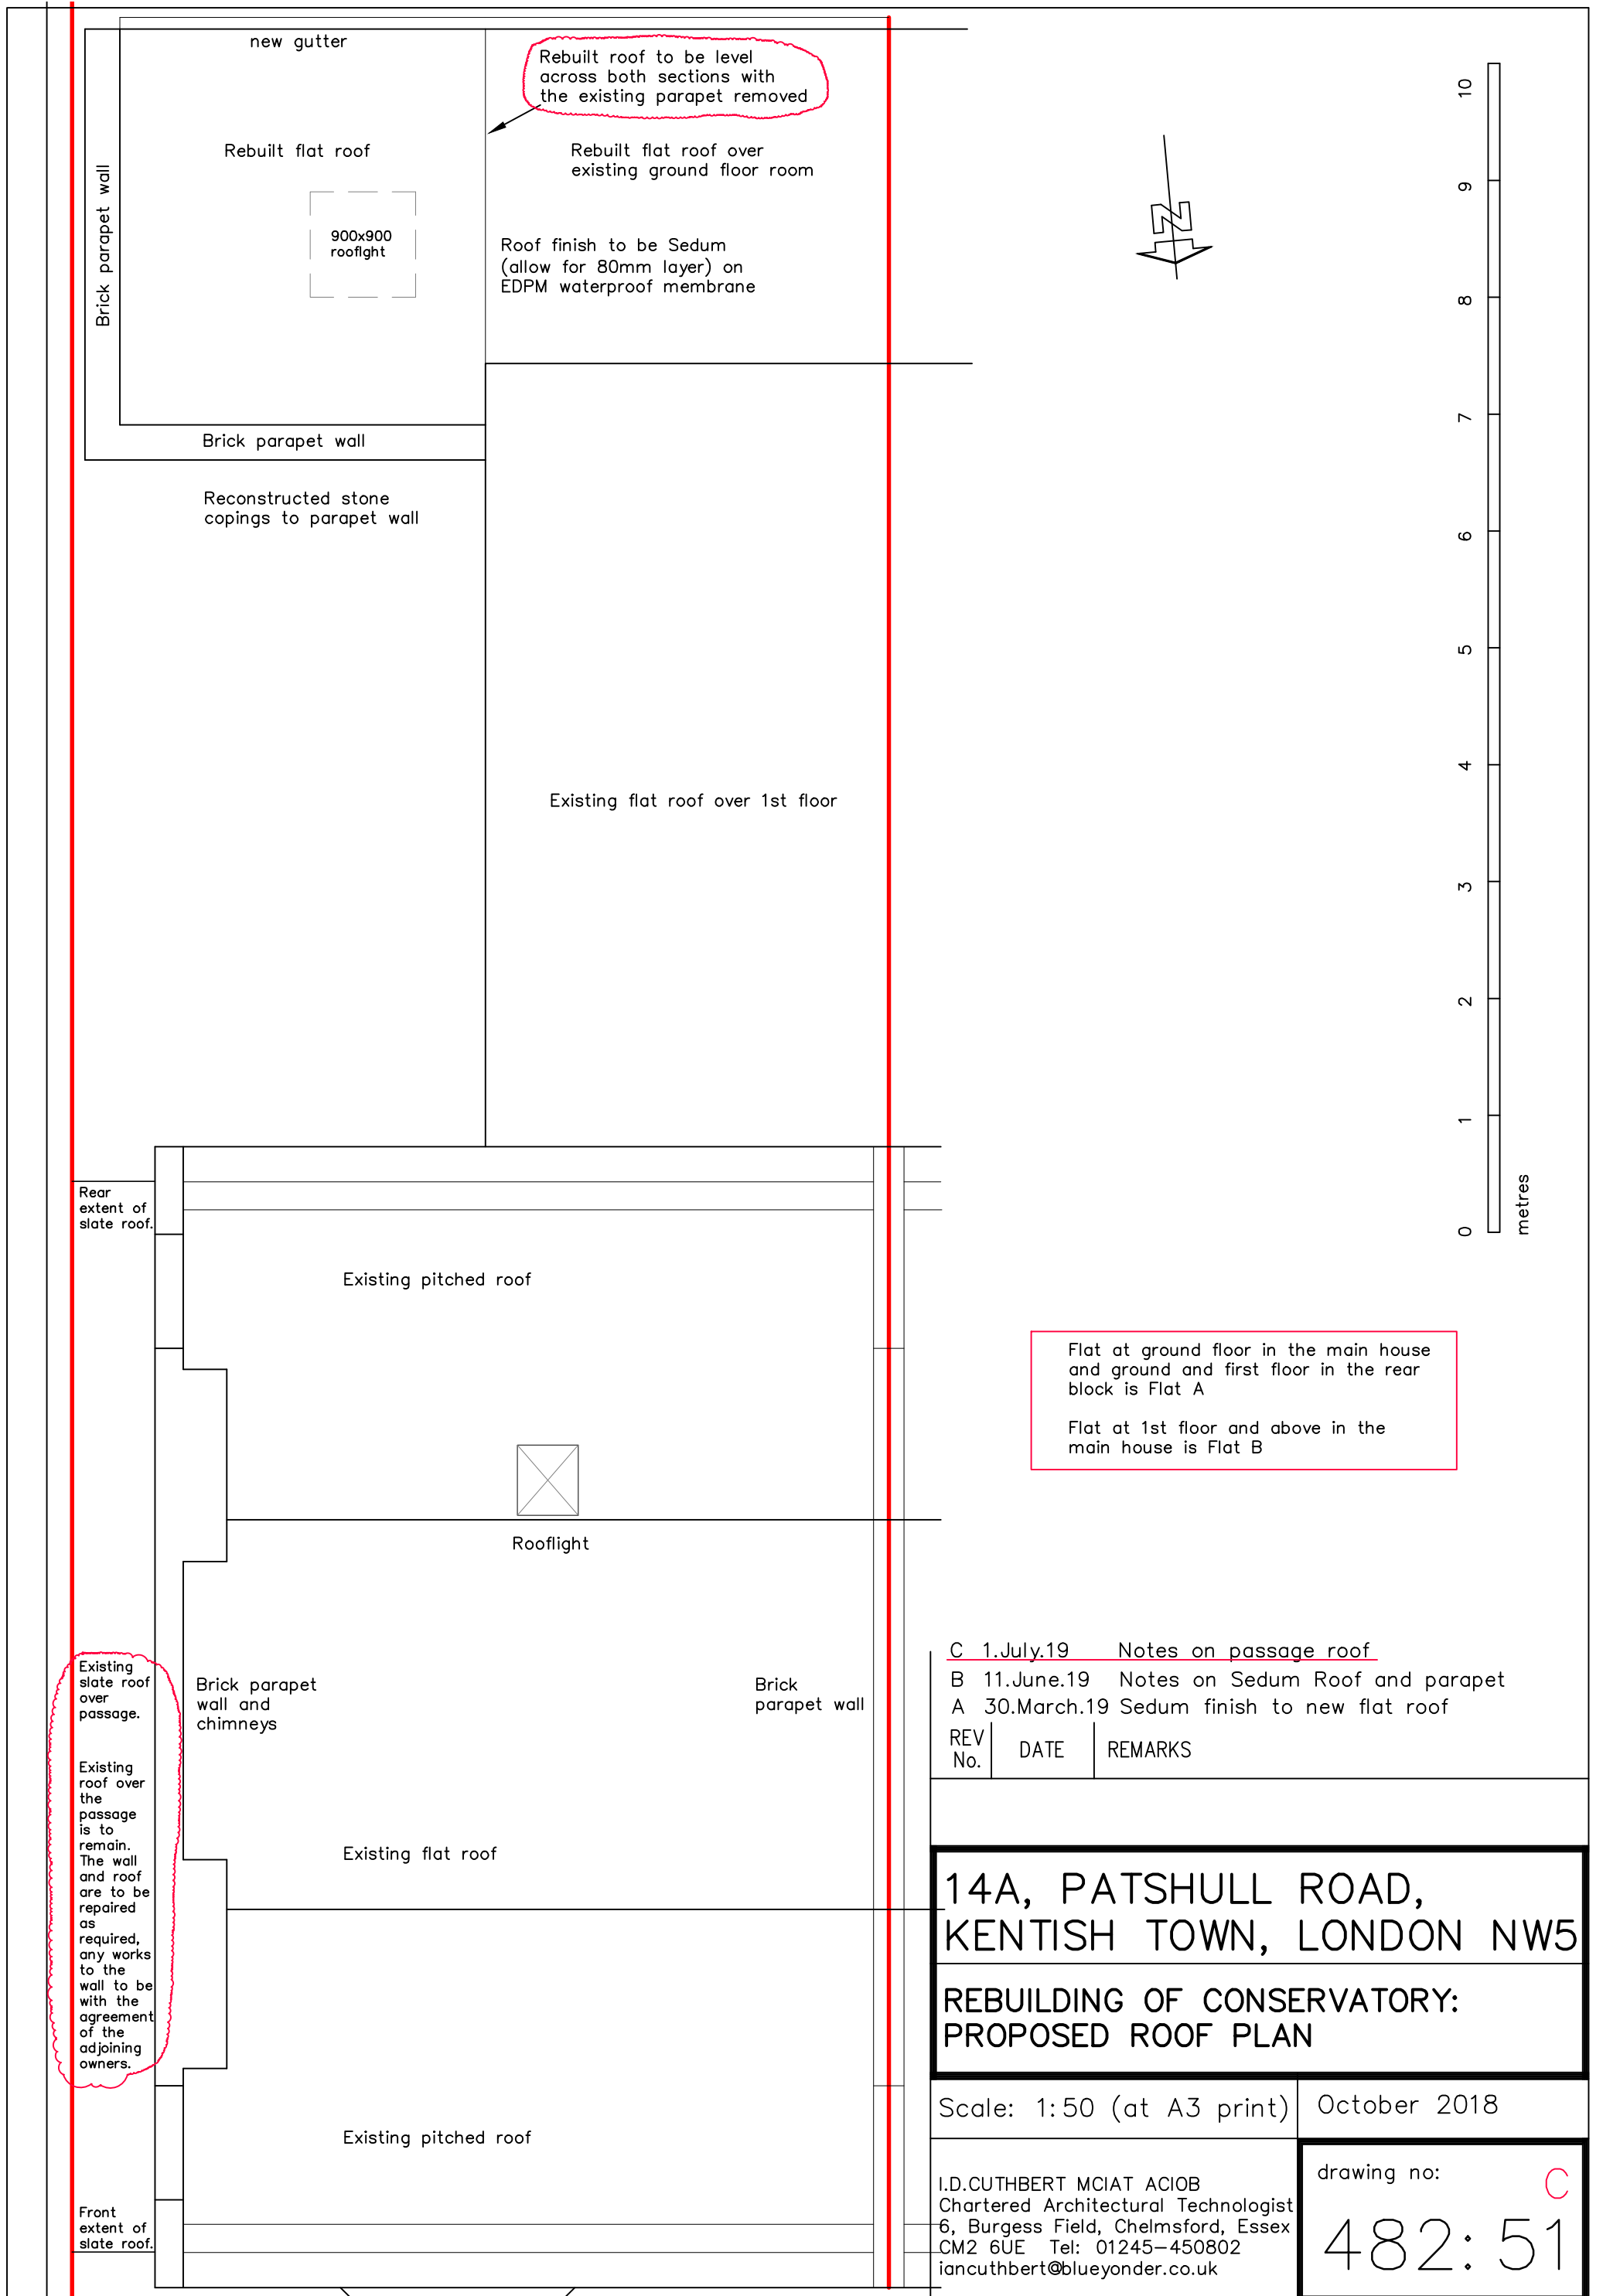 new gutter
Rebuilt roof to be level
across both sections with
the existing parapet removed
Rebuilt flat roof
Rebuilt flat roof over
existing ground floor room
Brick parapet wall
900x900
rooflght
Roof finish to be Sedum
(allow for 80mm layer) on
EDPM waterproof membrane
Brick parapet wall
Reconstructed stone
copings to parapet wall
N
10
9
8
7
6
5
4
3
2
1
0
metres
Existing flat roof over 1st floor
Rear
extent of
slate roof.
Existing pitched roof
Rooflight
Flat at ground floor in the main house
and ground and first floor in the rear
block is Flat A
Flat at 1st floor and above in the
main house is Flat B
Existing
slate roof
over
passage.
Existing
roof over
the
passage
is to
remain.
The wall
and roof
are to be
repaired
as
required,
any works
to the
wall to be
with the
agreement
of the
adjoining
owners.
Brick parapet
wall and
chimneys
Brick
parapet wall
Existing flat roof
Existing pitched roof
Front
extent of
slate roof.
C 1.July.19 Notes on passage roof
B 11.June.19 Notes on Sedum Roof and parapet
A 30.March.19 Sedum finish to new flat roof
REV
No.
DATE
REMARKS
14A, PATSHULL ROAD,
KENTISH TOWN, LONDON NW5
REBUILDING OF CONSERVATORY:
PROPOSED ROOF PLAN
Scale: 1:50 (at A3 print)
October 2018
I.D.CUTHBERT MCIAT ACIOB
Chartered Architectural Technologist
6, Burgess Field, Chelmsford, Essex
CM2 6UE Tel: 01245-450802
iancuthbert@blueyonder.co.uk
drawing no:
C
482:51